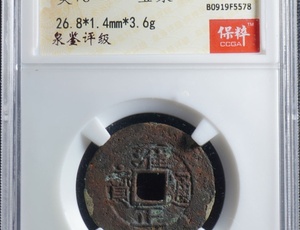 B0919F5578
26.8*1.4mm*3.6g
泉鉴评级
保粹
CCGA
雍
寶 通
正